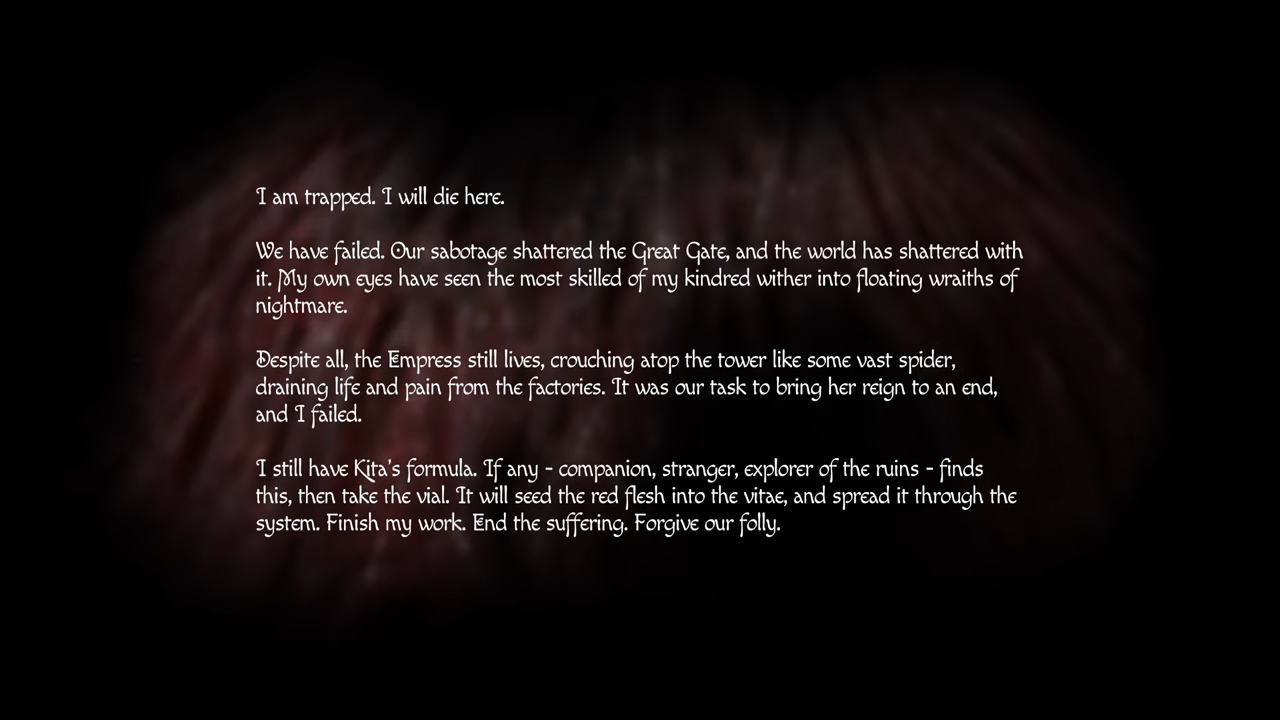 I am trapped. I will die here.
We have failed. Our sabotage shattered the Great Gate, and the world has shattered with
it. My own eyes have seen the most skilled of my kindred wither into floating wraiths of
nightmare.
Despite all, the Empress still lives, crouching atop the tower like some vast spider,
draining life and pain from the factories. It was our task to bring her reign to an end,
and I failed.
I still have Kita's formula. If any - companion, stranger, explorer of the ruins - finds
this, then take the vial. It will seed the red flesh into the vitae, and spread it through the
system. Finish my work. End the suffering. Forgive our folly.